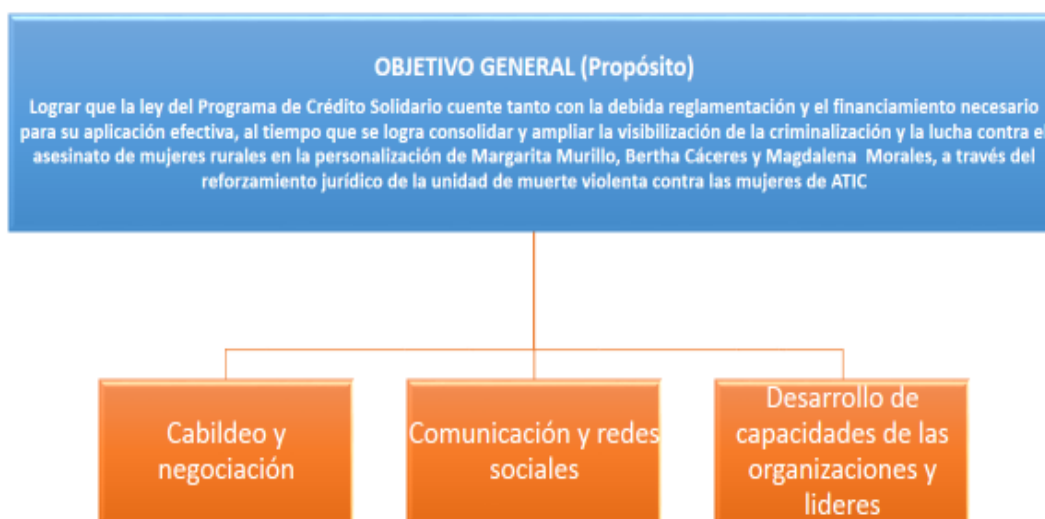 OBJETIVO GENERAL (Propósito)
Lograr que la ley del Programa de Crédito Solidario cuente tanto con la debida reglamentación y el financiamiento necesario
para su aplicación efectiva, al tiempo que se logra consolidar y ampliar la visibilización de la criminalización y la lucha contra el
asesinato de mujeres rurales en la personalización de Margarita Murillo, Bertha Cáceres y Magdalena Morales, a través del
reforzamiento jurídico de la unidad de muerte violenta contra las mujeres de ATIC
Cabildeo y
negociación
Comunicación y redes
sociales
Desarrollo de
capacidades de las
organizaciones y
lideres